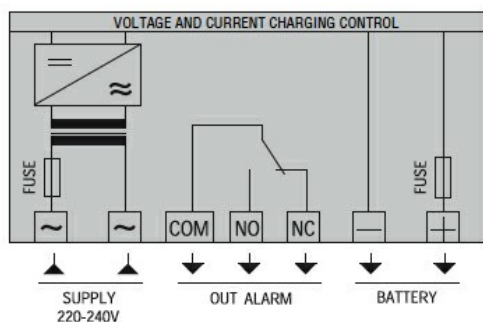 VOLTAGE AND CURRENT CHARGING CONTROL
FUSE
FUSE
~ ~ COM NO NC — +
SUPPLY OUT ALARM BATTERY
220-240V